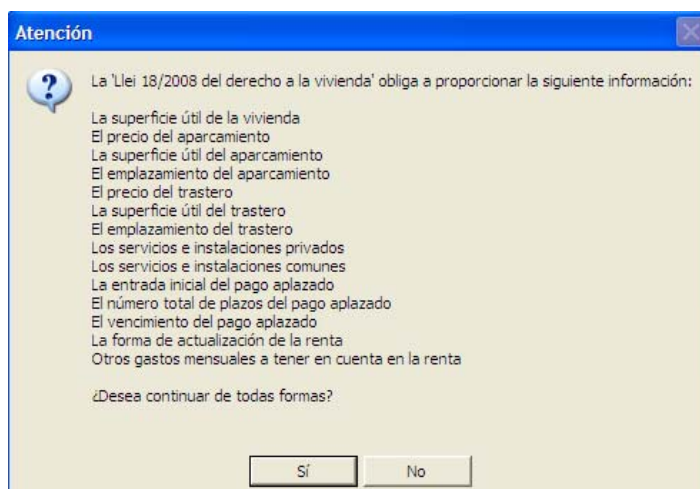 Atención
La 'Llei 18/2008 del derecho a la vivienda' obliga a proporcionar la siguiente información:
La superficie útil de la vivienda
El precio del aparcamiento
La superficie útil del aparcamiento
El emplazamiento del aparcamiento
El precio del trastero
La superficie útil del trastero
El emplazamiento del trastero
Los servicios e instalaciones privados
Los servicios e instalaciones comunes
La entrada inicial del pago aplazado
El número total de plazos del pago aplazado
El vencimiento del pago aplazado
La forma de actualización de la renta
Otros gastos mensuales a tener en cuenta en la renta
¿Desea continuar de todas formas?
Sí
No